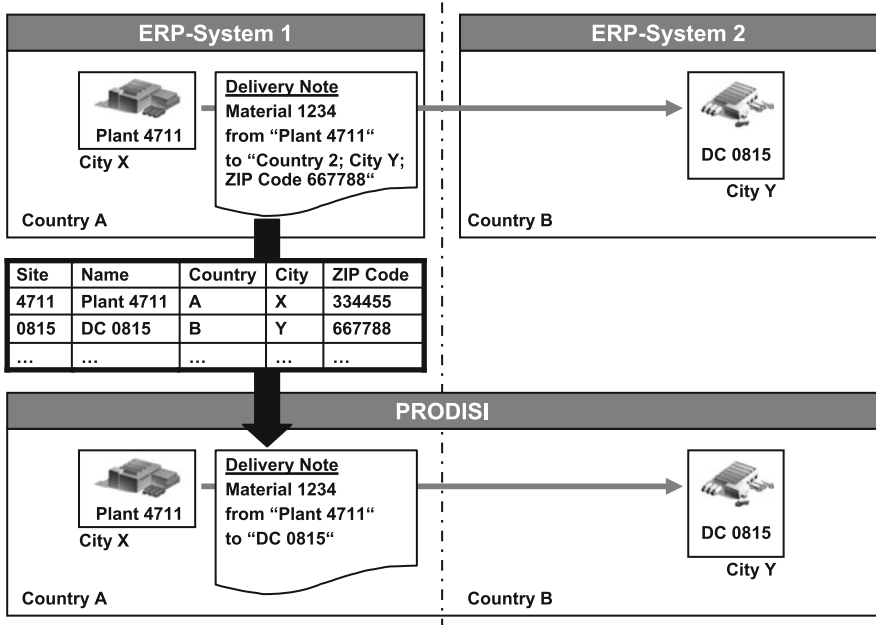 ERP-System 1
ERP-System 2
Plant 4711
City X
Country A
Delivery Note
Material 1234
from “Plant 4711“
to “Country 2; City Y;
ZIP Code 667788“
DC 0815
City Y
Country B
Site Name Country City ZIP Code
4711 Plant 4711 A X 334455
0815 DC 0815 B Y 667788
… … … … …
PRODISI
Plant 4711
City X
Country A
Delivery Note
Material 1234
from “Plant 4711“
to “DC 0815“
DC 0815
City Y
Country B